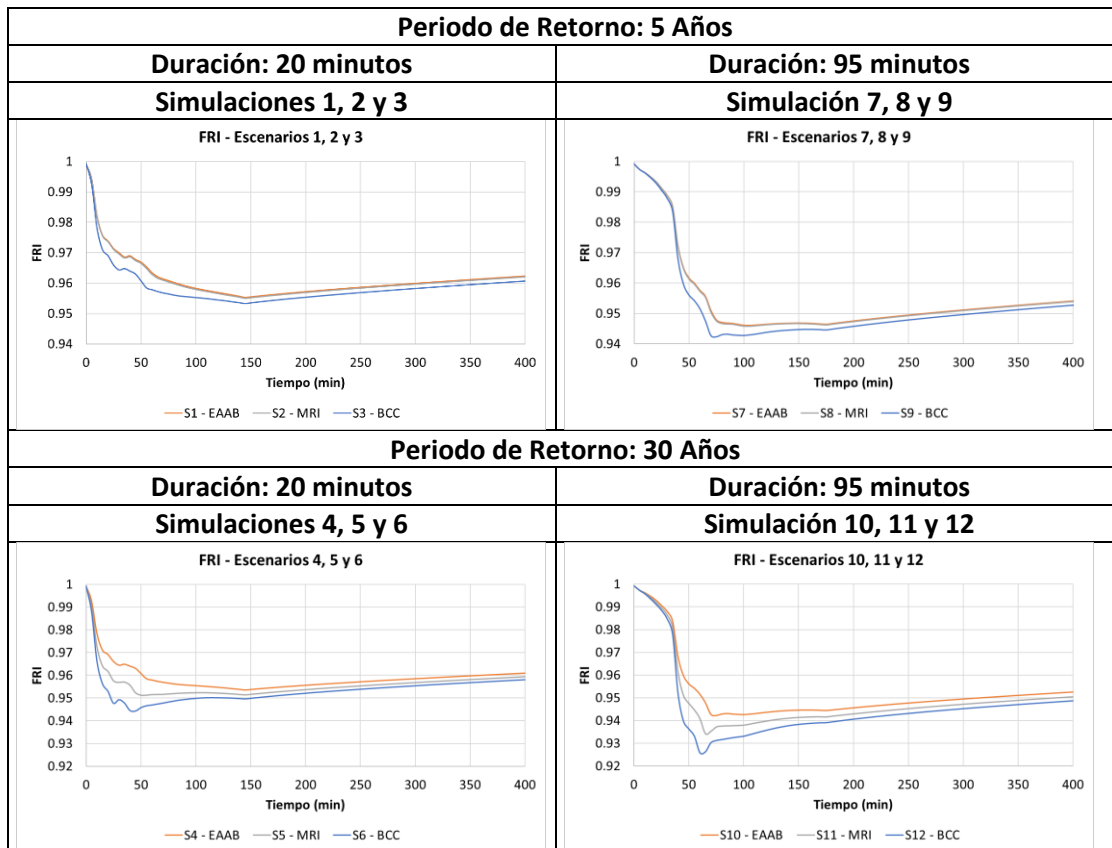 Periodo de Retorno: 5 Años
Duración: 20 minutos
Duración: 95 minutos
Simulaciones 1, 2 y 3
Simulación 7, 8 y 9
FRI - Escenarios 1, 2 y 3
1
0.99
0.98
0.97
0.96
0.95
0.94
FRI
0 50 100 150 200 250 300 350 400
Tiempo (min)
S1 - EAAB S2 - MRI S3 - BCC
FRI - Escenarios 7, 8 y 9
1
0.99
0.98
0.97
0.96
0.95
0.94
FRI
0 50 100 150 200 250 300 350 400
Tiempo (min)
S7 - EAAB S8 - MRI S9 - BCC
Periodo de Retorno: 30 Años
Duración: 20 minutos
Duración: 95 minutos
Simulaciones 4, 5 y 6
Simulación 10, 11 y 12
FRI - Escenarios 4, 5 y 6
1
0.99
0.98
0.97
0.96
0.95
0.94
0.93
0.92
FRI
0 50 100 150 200 250 300 350 400
Tiempo (min)
S4 - EAAB S5 - MRI S6 - BCC
FRI - Escenarios 10, 11 y 12
1
0.99
0.98
0.97
0.96
0.95
0.94
0.93
0.92
FRI
0 50 100 150 200 250 300 350 400
Tiempo (min)
S10 - EAAB S11 - MRI S12 - BCC